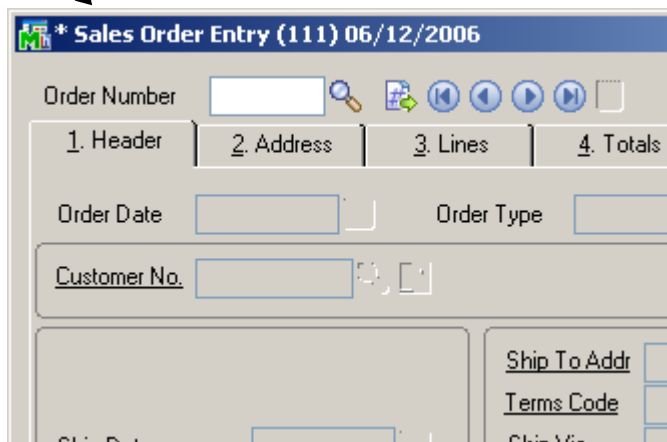 * Sales Order Entry (111) 06/12/2006
Order Number
1. Header 2. Address 3. Lines 4. Totals
Order Date Order Type
Customer No.
Ship To Addr
Terms Code